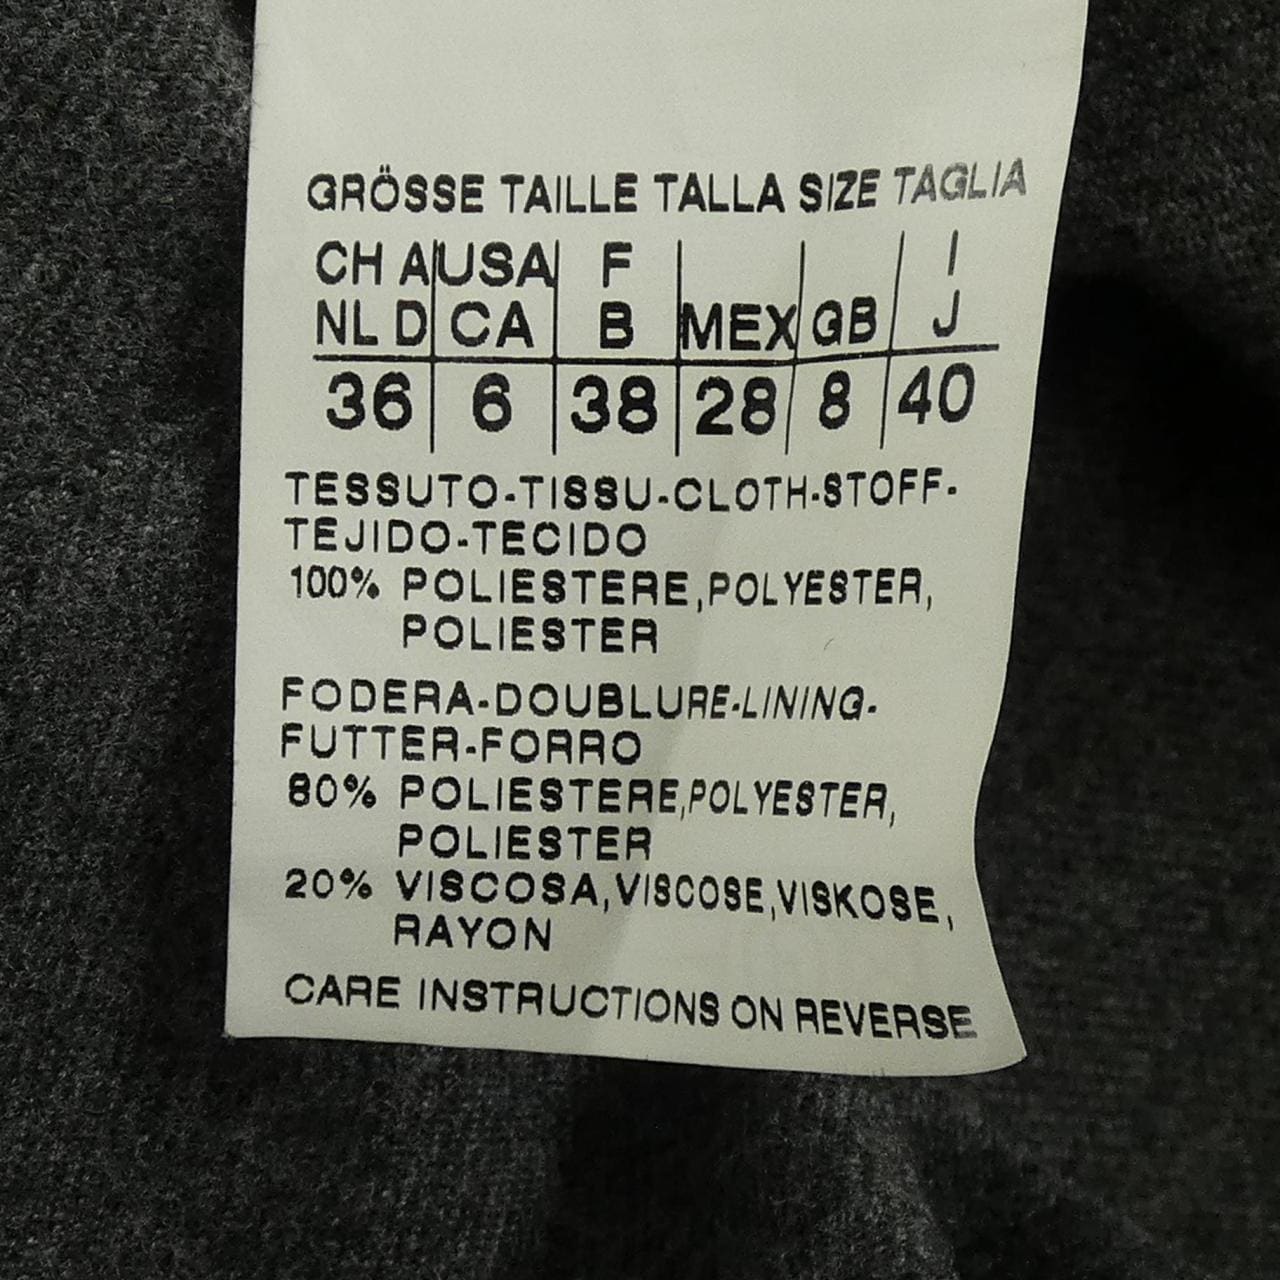 GRÖSSE TAILLE TALLA SIZE TAGLIA
CH A USA F I
NL D CA B MEX GB J
36 6 38 28 8 40
TESSUTO-TISSU-CLOTH-STOFF-
TEJIDO-TECIDO
100% POLIESTERE,POLYESTER,
POLIESTER
FODERA-DOUBLURE-LINING-
FUTTER-FORRO
80% POLIESTERE,POLYESTER,
POLIESTER
20% VISCOSA,VISCOSE,VISKOSE,
RAYON
CARE INSTRUCTIONS ON REVERSE